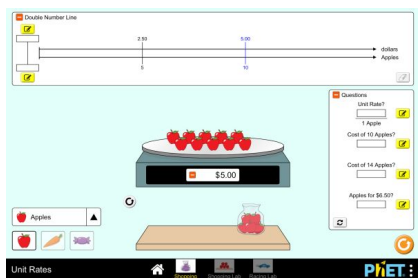 Double Number Line
2.50 5.00
dollars
Apples
5 10
Questions
Unit Rate?
1 Apple
Cost of 10 Apples?
Cost of 14 Apples?
Apples for $6.50?
$5.00
Apples
Unit Rates
Shopping
Shopping Lab
Racing Lab
PhET